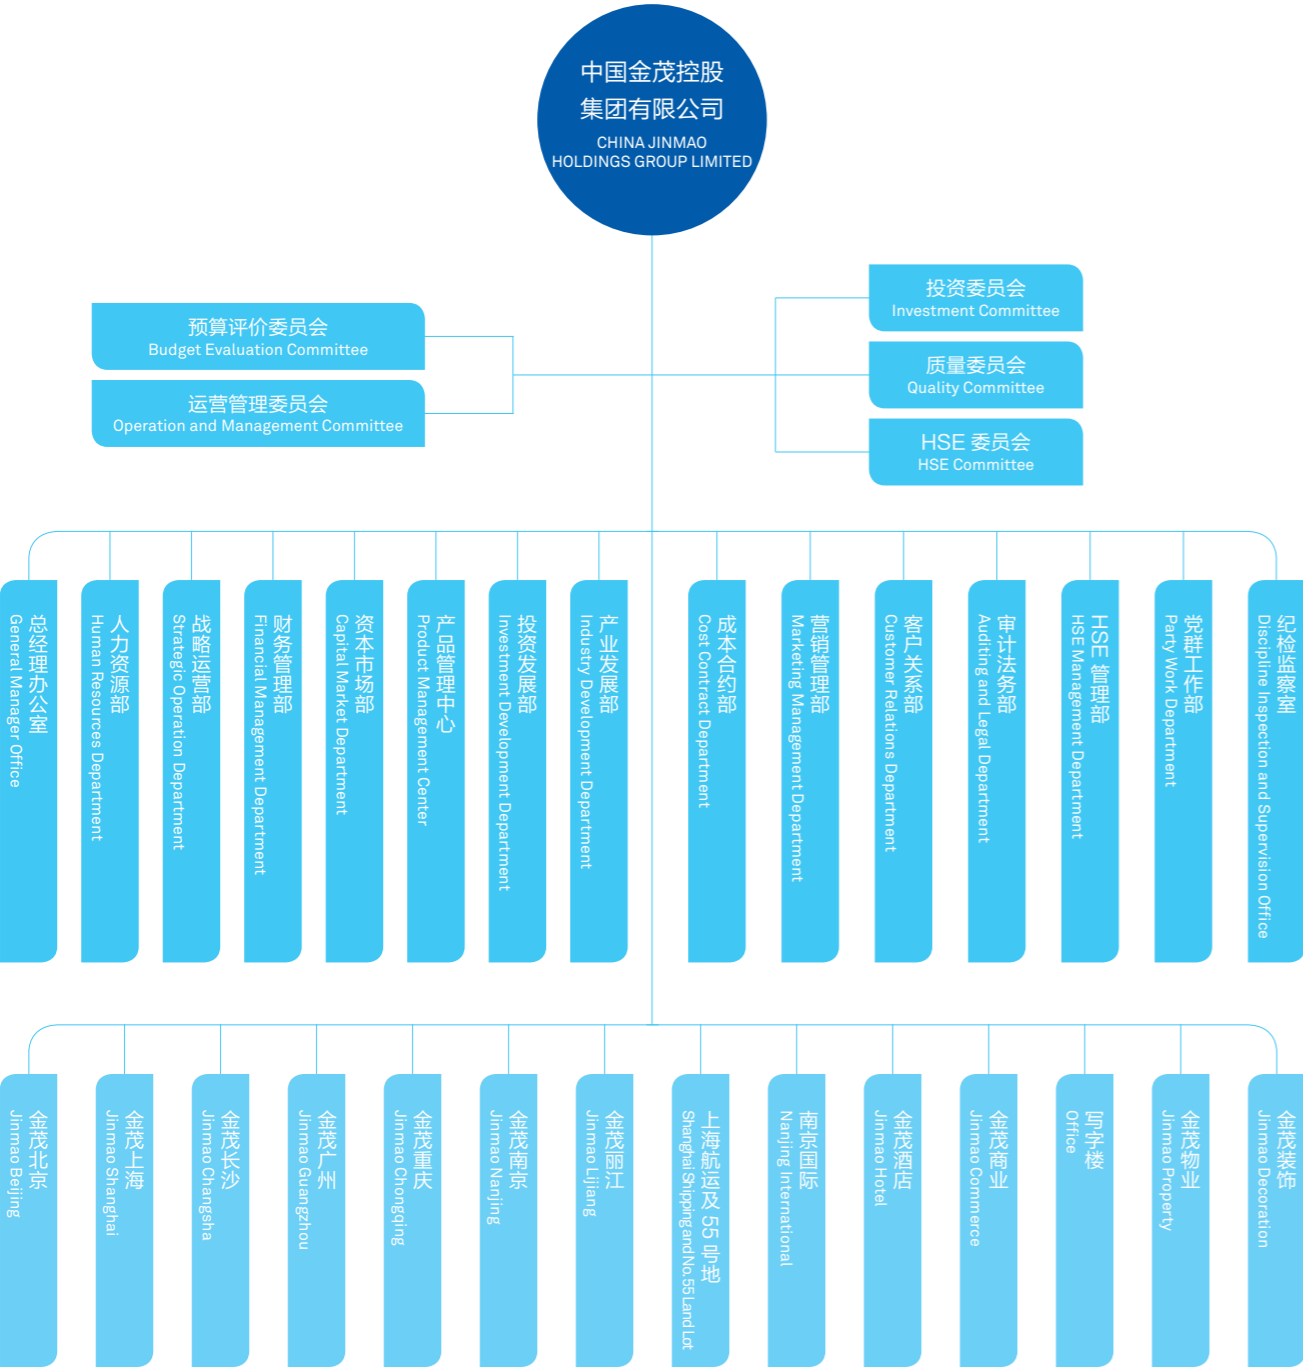 中国金茂控股
集团有限公司
CHINA JINMAO
HOLDINGS GROUP LIMITED
预算评价委员会
Budget Evaluation Committee
运营管理委员会
Operation and Management Committee
投资委员会
Investment Committee
质量委员会
Quality Committee
HSE 委员会
HSE Committee
总经理办公室
General Manager Office
人力资源部
Human Resources Department
战略运营部
Strategic Operation Department
财务管理部
Financial Management Department
资本市场部
Capital Market Department
产品管理中心
Product Management Center
投资发展部
Investment Development Department
产业发展部
Industry Development Department
成本合约部
Cost Contract Department
营销管理部
Marketing Management Department
客户关系部
Customer Relations Department
审计法务部
Auditing and Legal Department
HSE 管理部
HSE Management Department
党群工作部
Party Work Department
纪检监察室
Discipline Inspection and Supervision Office
金茂北京
Jinmao Beijing
金茂上海
Jinmao Shanghai
金茂长沙
Jinmao Changsha
金茂广州
Jinmao Guangzhou
金茂重庆
Jinmao Chongqing
金茂南京
Jinmao Nanjing
金茂丽江
Jinmao Lijiang
上海航运及 55 号地
Shanghai Shipping and No. 55 Land Lot
南京国际
Nanjing International
金茂酒店
Jinmao Hotel
金茂商业
Jinmao Commerce
写字楼
Office
金茂物业
Jinmao Property
金茂装饰
Jinmao Decoration